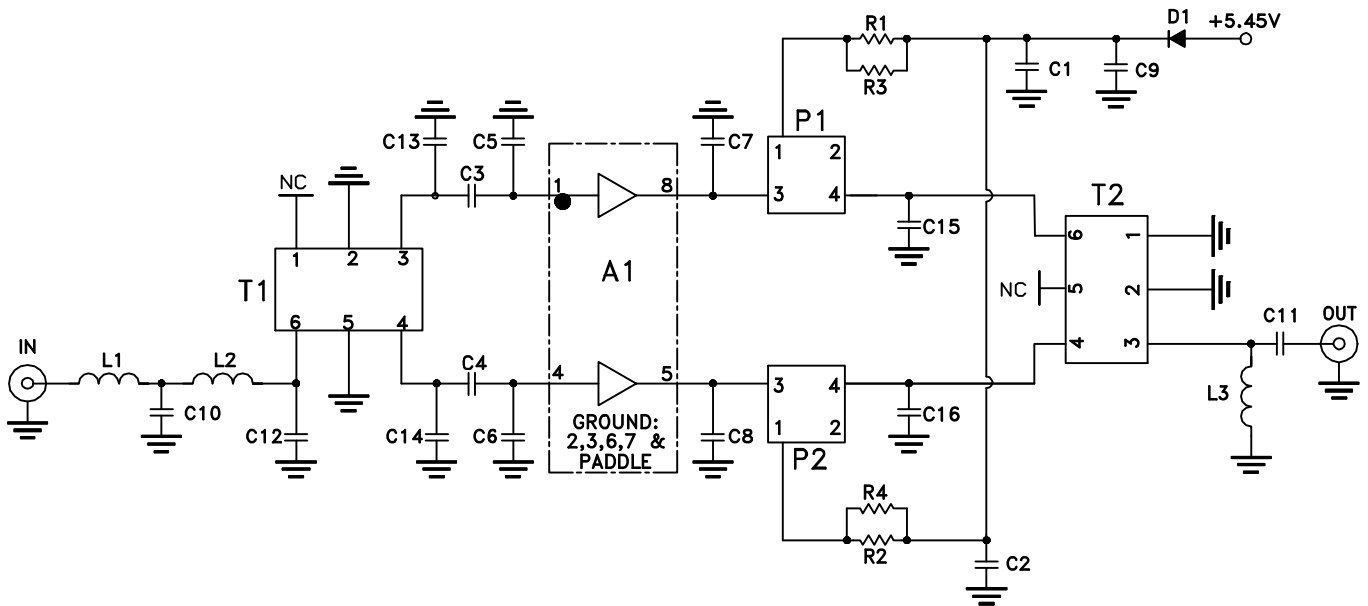 D1
+5.45V
R1
R3
C1
C9
P1
1 2
3 4
C13
C5
C7
C3
NC
1
8
C15
T2
6 1
5 2
4 3
NC
A1
T1
1 2 3
6 5 4
C11
OUT
IN
L1
L2
C4
4
5
3 4
1 2
L3
C10
C12
C14
C6
GROUND:
2,3,6,7 &
PADDLE
C8
C16
P2
R4
R2
C2